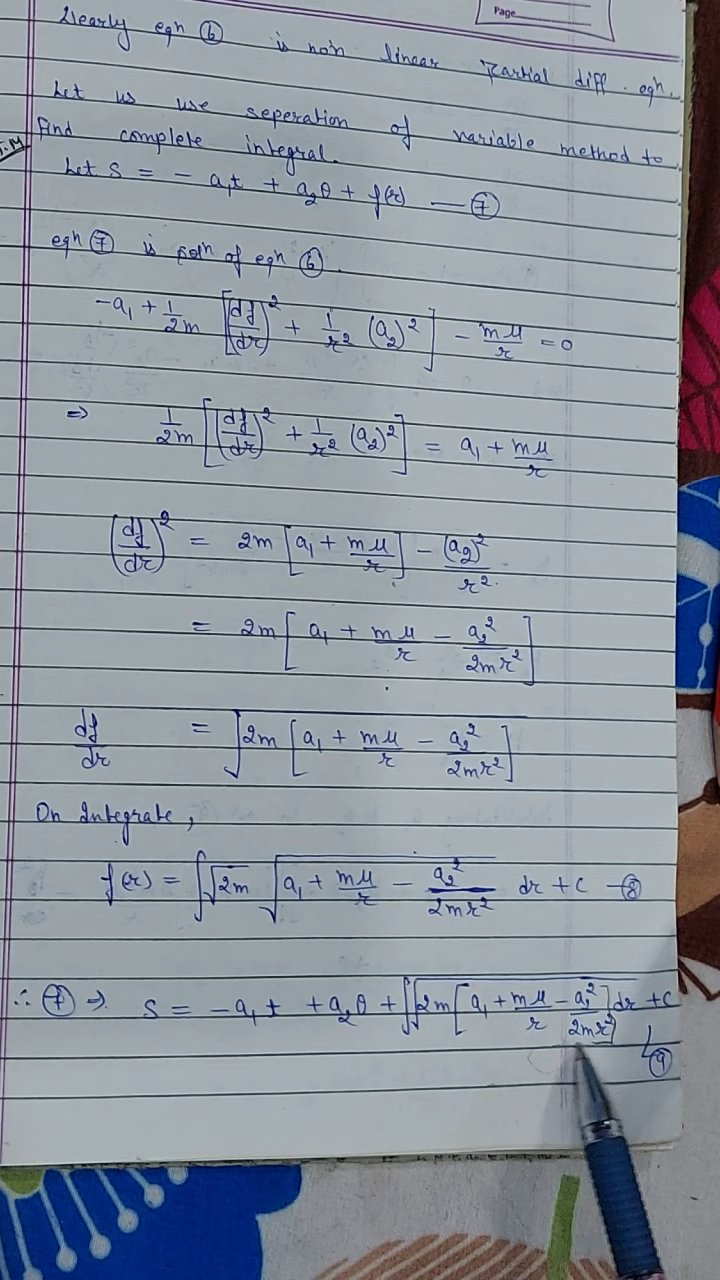 Page
Clearly eqn ⑥ is non linear Partial diff. eqn.
Let us use seperation of variable method to
find complete integral.
Let S = - a₁t + a₂θ + f(r) — ⑦
eqn ⑦ is soln of eqn ⑥.
-a₁ + 1/2m [(df/dr)² + 1/r² (a₂)²] - mμ/r = 0
⇒ 1/2m [(df/dr)² + 1/r² (a₂)²] = a₁ + mμ/r
(df/dr)² = 2m [a₁ + mμ/r] - (a₂)²/r²
= 2m [a₁ + mμ/r - a₂²/2mr²]
df/dr = √2m [a₁ + mμ/r - a₂²/2mr²]
On Integrate,
f(r) = ∫√2m √a₁ + mμ/r - a₂²/2mr² dr + c — ⑧
∴ ⑦ ⇒ S = -a₁t + a₂θ + ∫√2m[a₁ + mμ/r - a₂²/2mr²] dr + c
⑨